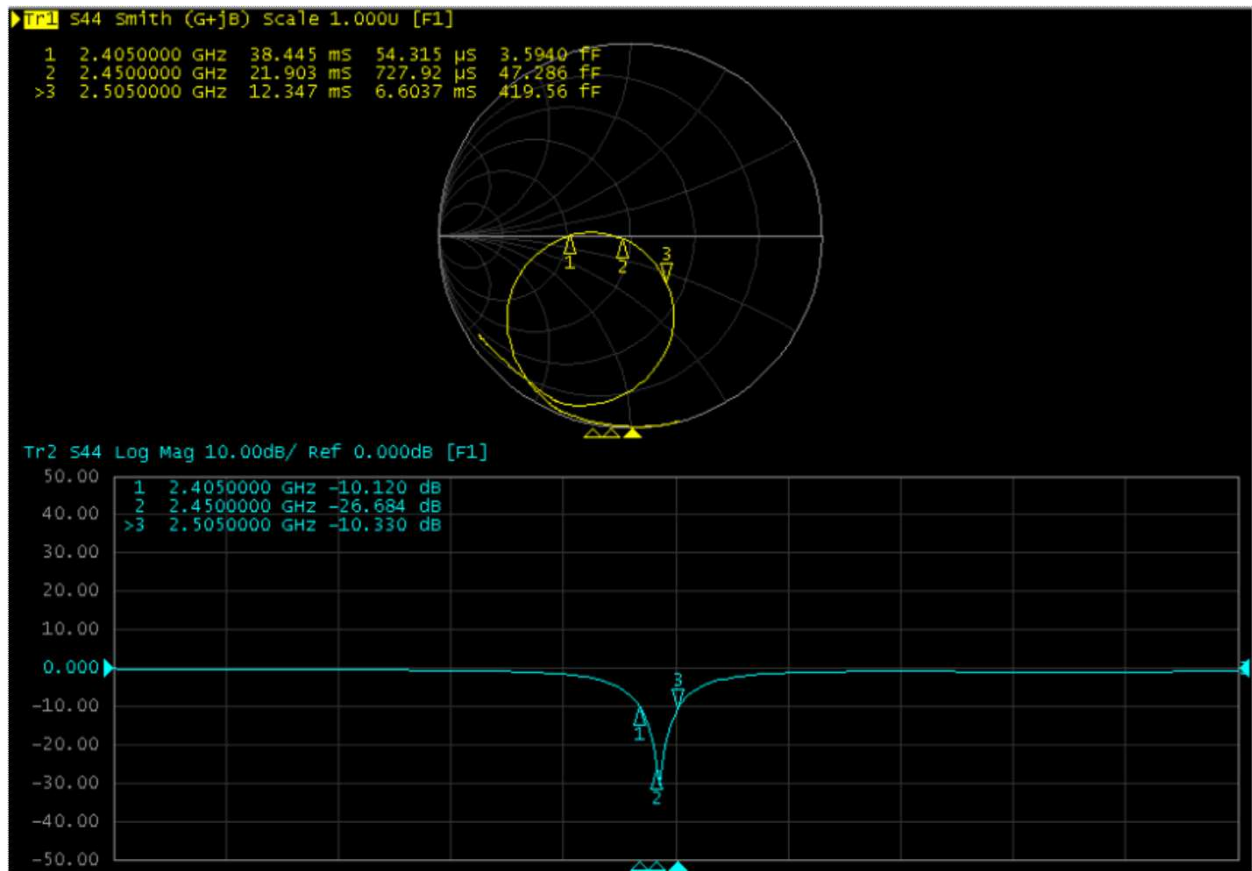 Tr1 S44 Smith (G+jB) Scale 1.000U [F1]
1 2.4050000 GHz 38.445 mS 54.315 µS 3.5940 fF
2 2.4500000 GHz 21.903 mS 727.92 µS 47.286 fF
>3 2.5050000 GHz 12.347 mS 6.6037 mS 419.56 fF
3
1
2
Tr2 S44 Log Mag 10.00dB/ Ref 0.000dB [F1]
50.00
1 2.4050000 GHz -10.120 dB
2 2.4500000 GHz -26.684 dB
40.00
>3 2.5050000 GHz -10.330 dB
30.00
20.00
10.00
0.000
3
-10.00
1
-20.00
-30.00
2
-40.00
-50.00